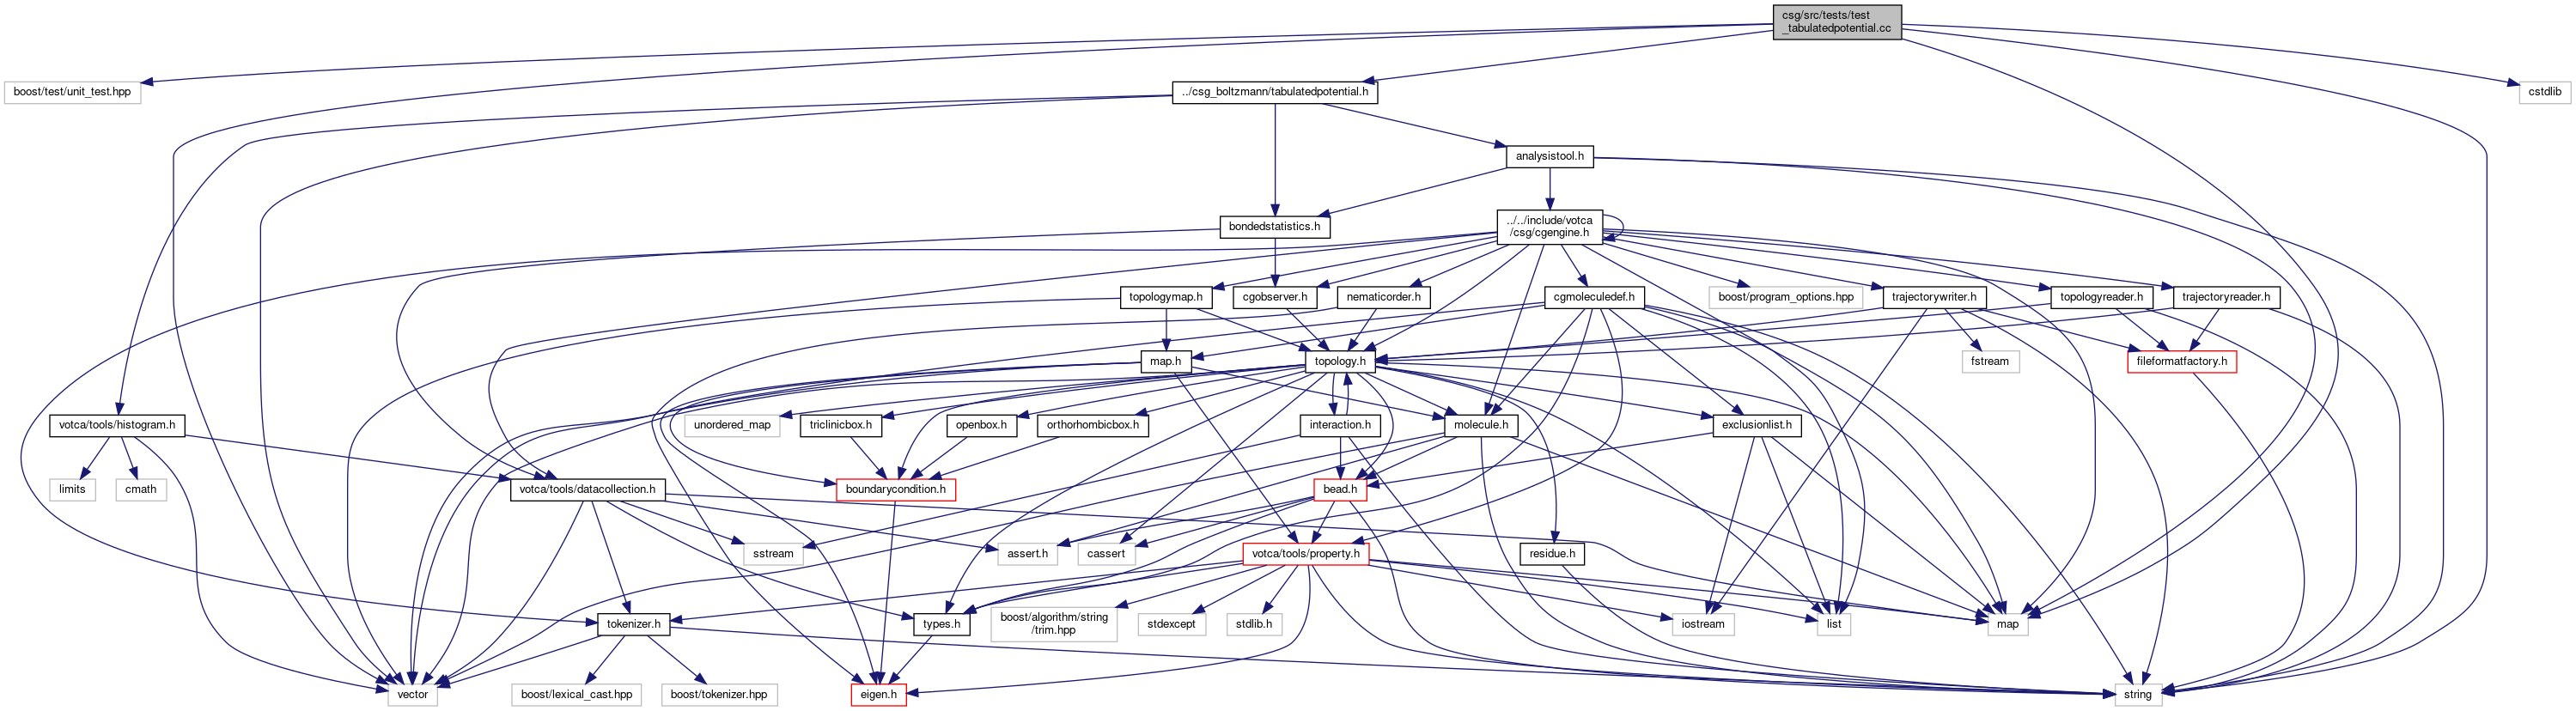 csg/src/tests/test
_tabulatedpotential.cc
boost/test/unit_test.hpp
../csg_boltzmann/tabulatedpotential.h
cstdlib
analysistool.h
bondedstatistics.h
../../include/votca
/csg/cgengine.h
topologymap.h
cgobserver.h
nematicorder.h
cgmoleculedef.h
boost/program_options.hpp
trajectorywriter.h
topologyreader.h
trajectoryreader.h
map.h
topology.h
fstream
fileformatfactory.h
votca/tools/histogram.h
unordered_map
triclinicbox.h
openbox.h
orthorhombicbox.h
interaction.h
molecule.h
exclusionlist.h
limits
cmath
votca/tools/datacollection.h
boundarycondition.h
bead.h
sstream
assert.h
cassert
votca/tools/property.h
residue.h
tokenizer.h
types.h
boost/algorithm/string
/trim.hpp
stdexcept
stdlib.h
iostream
list
map
vector
boost/lexical_cast.hpp
boost/tokenizer.hpp
eigen.h
string